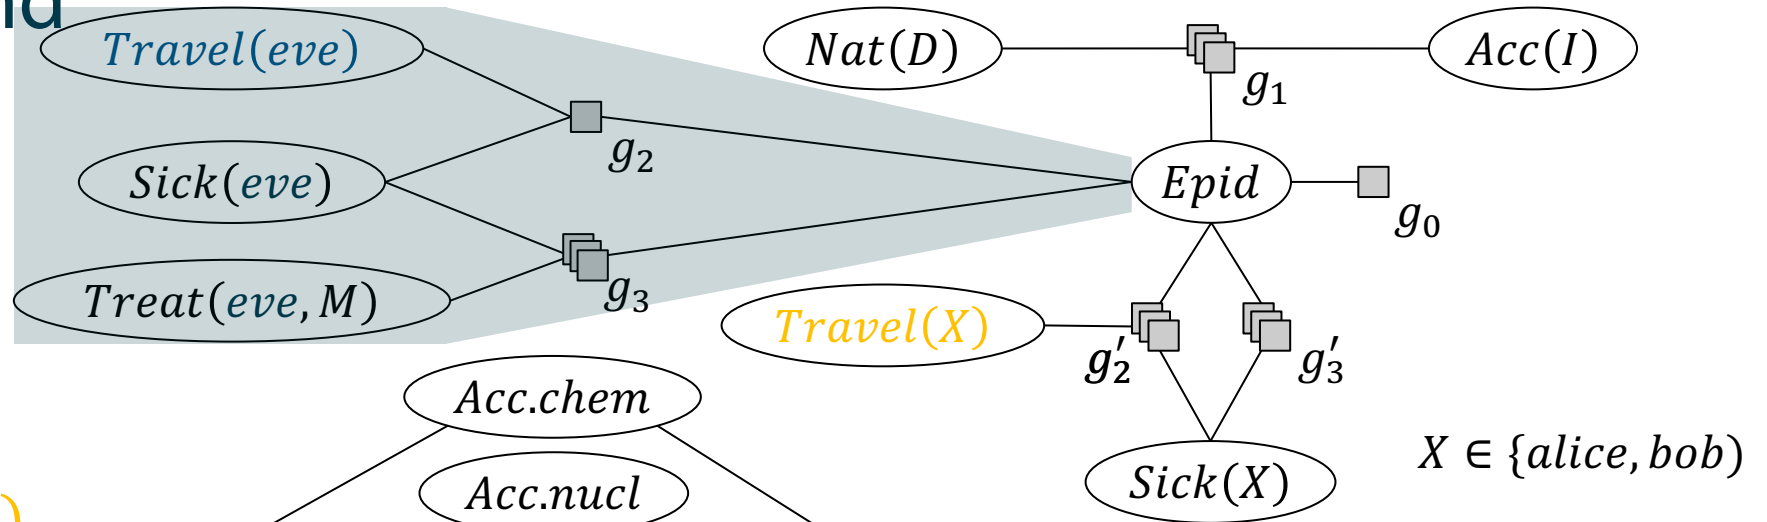 nd
Travel(eve)
Nat(D)
Acc(I)
g₁
g₂
Sick(eve)
Epid
g₀
Treat(eve, M)
g₃
Travel(X)
g′₂
g′₃
Acc.chem
X ∈ {alice, bob)
Acc.nucl
Sick(X)
)